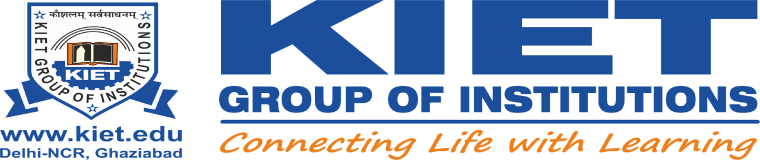 कौशलम् सर्वसाधनम्
KIET GROUP OF INSTITUTIONS
KIET
www.kiet.edu
Delhi-NCR, Ghaziabad
KIET
GROUP OF INSTITUTIONS
Connecting Life with Learning